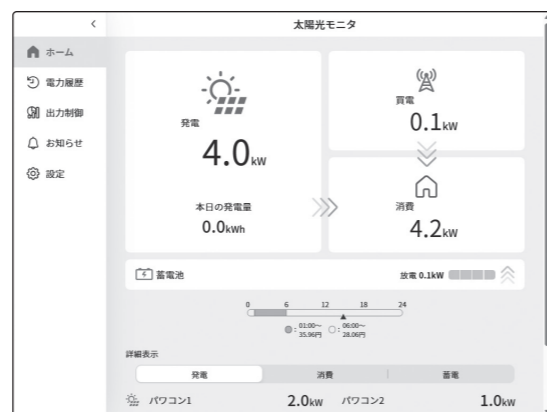 太陽光モニタ
ホーム
電力履歴
出力制御
お知らせ
設定
発電
4.0kW
本日の発電量
0.0kWh
買電
0.1kW
消費
4.2kW
蓄電池
放電 0.1kW
0 6 12 18 24
: 01:00〜 35.96円 : 06:00〜 28.06円
詳細表示
発電 消費 蓄電
パワコン1 2.0kW パワコン2 1.0kW